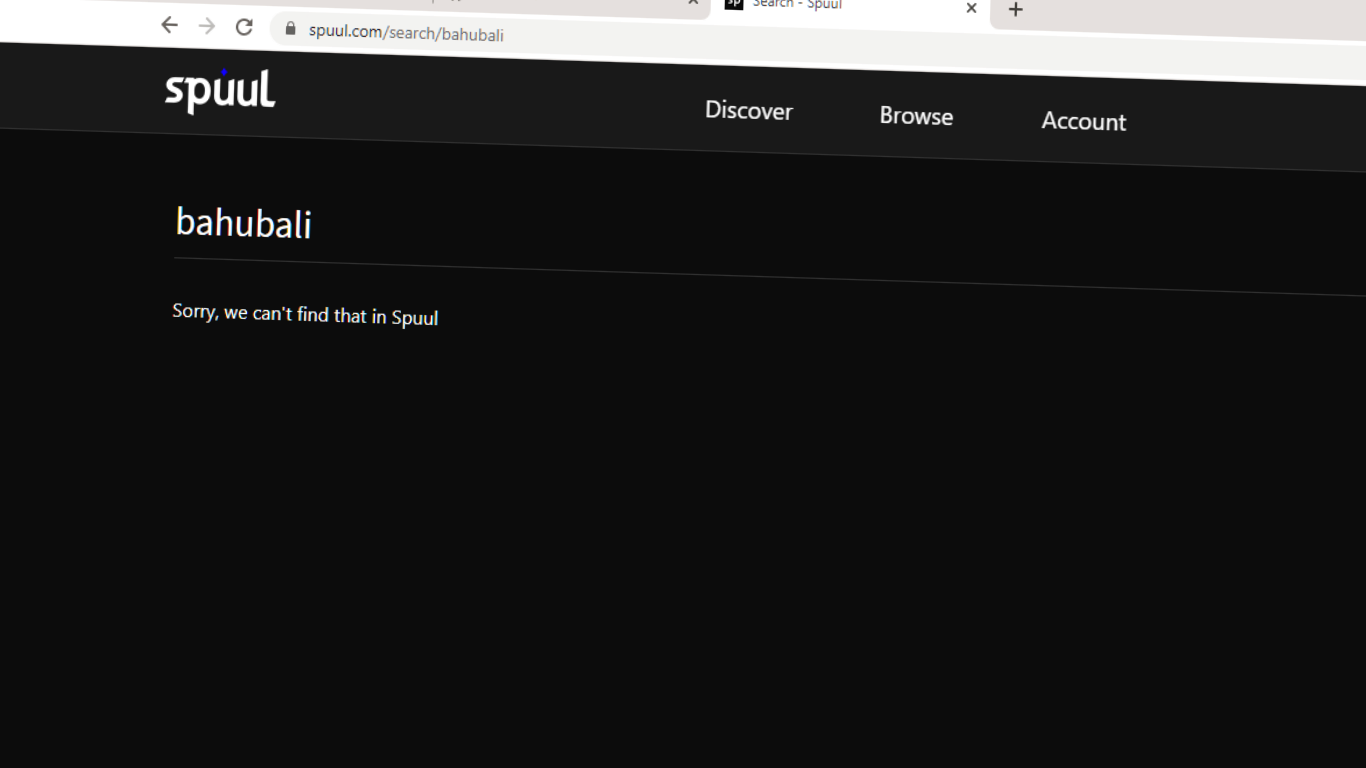 Search - Spuul
spuul.com/search/bahubali
spuul
Discover
Browse
Account
bahubali
Sorry, we can't find that in Spuul